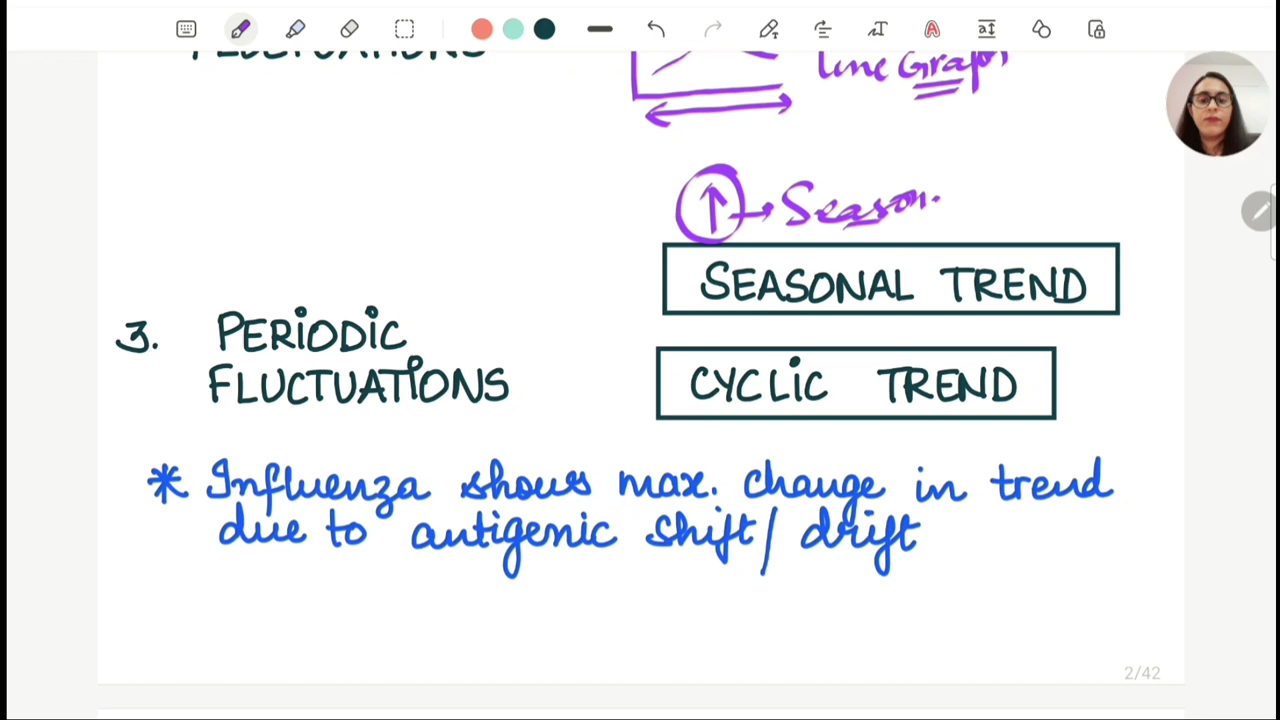 FLUCTUATIONS
Line Graph
↑→Season.
SEASONAL TREND
3. PERIODIC
FLUCTUATIONS
CYCLIC TREND
* Influenza shows max. change in trend
due to antigenic shift/ drift
2/42